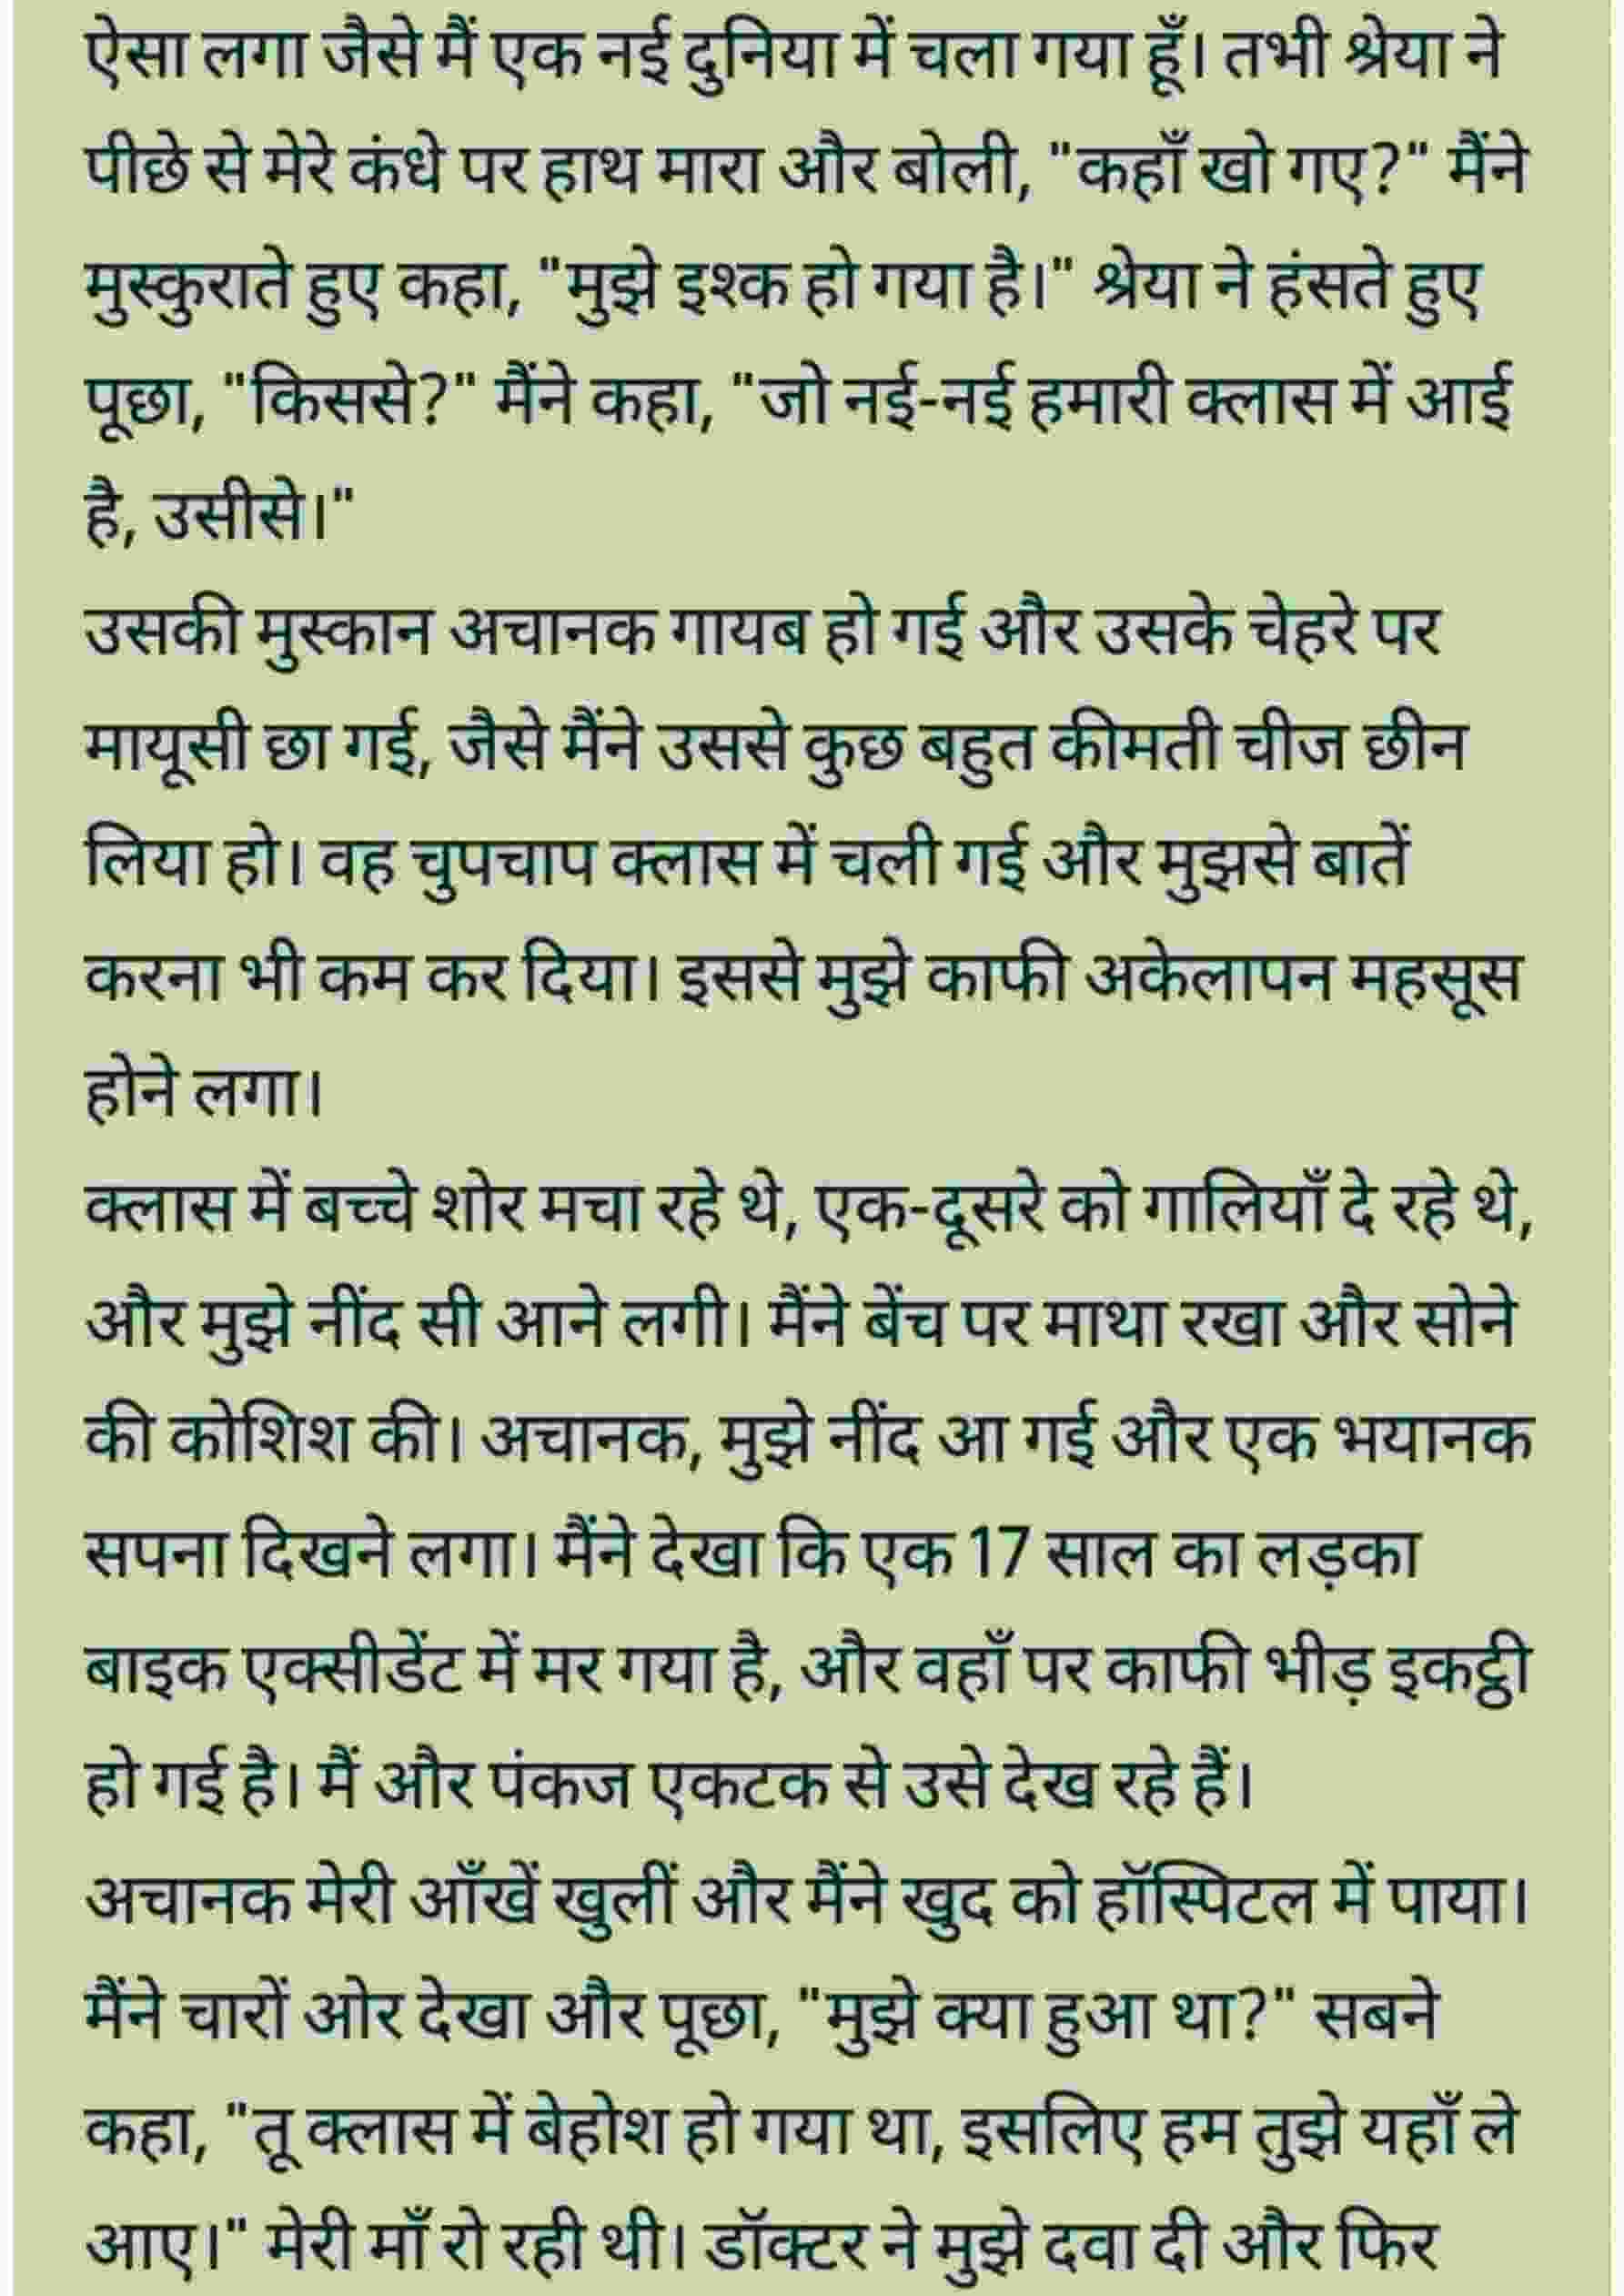 ऐसा लगा जैसे मैं एक नई दुनिया में चला गया हूँ। तभी श्रेया ने
पीछे से मेरे कंधे पर हाथ मारा और बोली, "कहाँ खो गए?" मैंने
मुस्कुराते हुए कहा, "मुझे इश्क हो गया है।" श्रेया ने हंसते हुए
पूछा, "किससे?" मैंने कहा, "जो नई-नई हमारी क्लास में आई
है, उसीसे।"
उसकी मुस्कान अचानक गायब हो गई और उसके चेहरे पर
मायूसी छा गई, जैसे मैंने उससे कुछ बहुत कीमती चीज छीन
लिया हो। वह चुपचाप क्लास में चली गई और मुझसे बातें
करना भी कम कर दिया। इससे मुझे काफी अकेलापन महसूस
होने लगा।
क्लास में बच्चे शोर मचा रहे थे, एक-दूसरे को गालियाँ दे रहे थे,
और मुझे नींद सी आने लगी। मैंने बेंच पर माथा रखा और सोने
की कोशिश की। अचानक, मुझे नींद आ गई और एक भयानक
सपना दिखने लगा। मैंने देखा कि एक 17 साल का लड़का
बाइक एक्सीडेंट में मर गया है, और वहाँ पर काफी भीड़ इकट्ठी
हो गई है। मैं और पंकज एकटक से उसे देख रहे हैं।
अचानक मेरी आँखें खुलीं और मैंने खुद को हॉस्पिटल में पाया।
मैंने चारों ओर देखा और पूछा, "मुझे क्या हुआ था?" सबने
कहा, "तू क्लास में बेहोश हो गया था, इसलिए हम तुझे यहाँ ले
आए।" मेरी माँ रो रही थी। डॉक्टर ने मुझे दवा दी और फिर